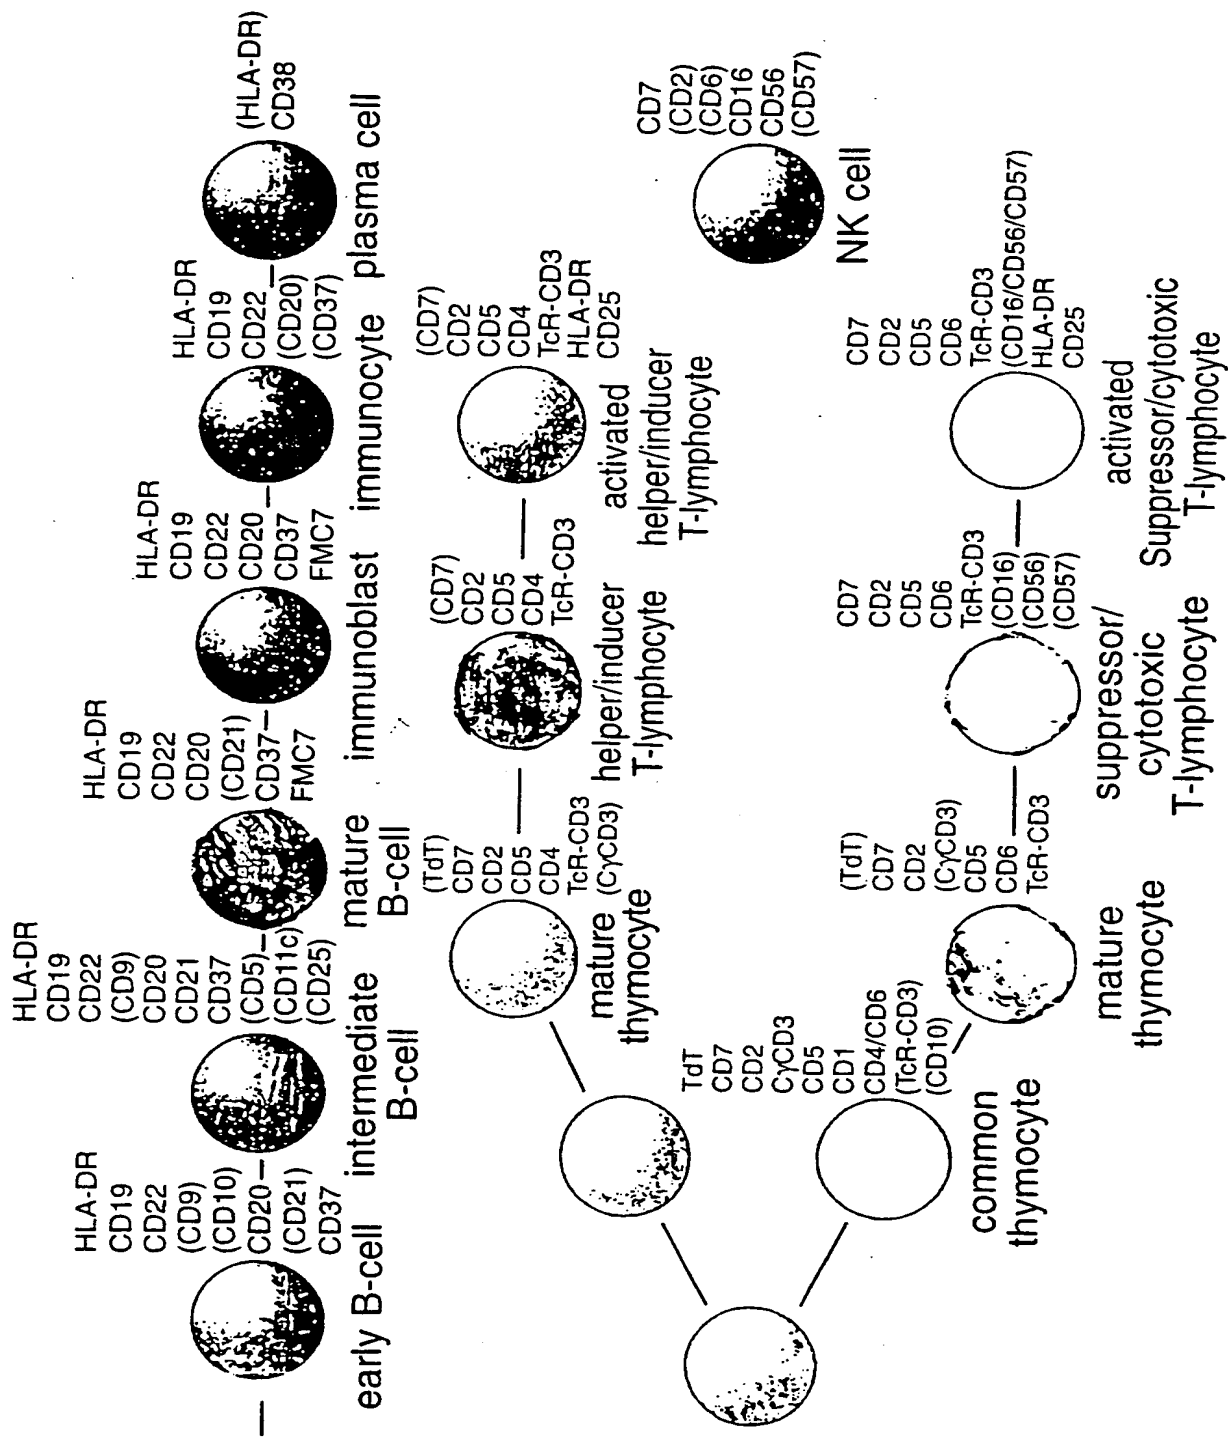 HLA-DR
CD19
CD22
(CD9)
(CD10)
CD20
(CD21)
CD37
early B-cell
HLA-DR
CD19
CD22
(CD9)
CD20
CD21
CD37
(CD5)
(CD11c)
(CD25)
intermediate
B-cell
HLA-DR
CD19
CD22
CD20
(CD21)
CD37
FMC7
mature
B-cell
HLA-DR
CD19
CD22
CD20
CD37
FMC7
immunoblast
HLA-DR
CD19
CD22
(CD20)
(CD37)
immunocyte
(HLA-DR)
CD38
plasma cell
TdT
CD7
CD2
CγCD3
CD5
CD1
CD4/CD6
(TcR-CD3)
(CD10)
common
thymocyte
(TdT)
CD7
CD2
CD5
CD4
TcR-CD3
(CγCD3)
mature
thymocyte
(CD7)
CD2
CD5
CD4
TcR-CD3
helper/inducer
T-lymphocyte
(CD7)
CD2
CD5
CD4
TcR-CD3
HLA-DR
CD25
activated
helper/inducer
T-lymphocyte
(TdT)
CD7
CD2
(CγCD3)
CD5
CD6
TcR-CD3
mature
thymocyte
CD7
CD2
CD5
CD6
TcR-CD3
(CD16)
(CD56)
(CD57)
suppressor/
cytotoxic
T-lymphocyte
CD7
CD2
CD5
CD6
TcR-CD3
(CD16/CD56/CD57)
HLA-DR
CD25
activated
Suppressor/cytotoxic
T-lymphocyte
CD7
(CD2)
(CD6)
CD16
CD56
(CD57)
NK cell